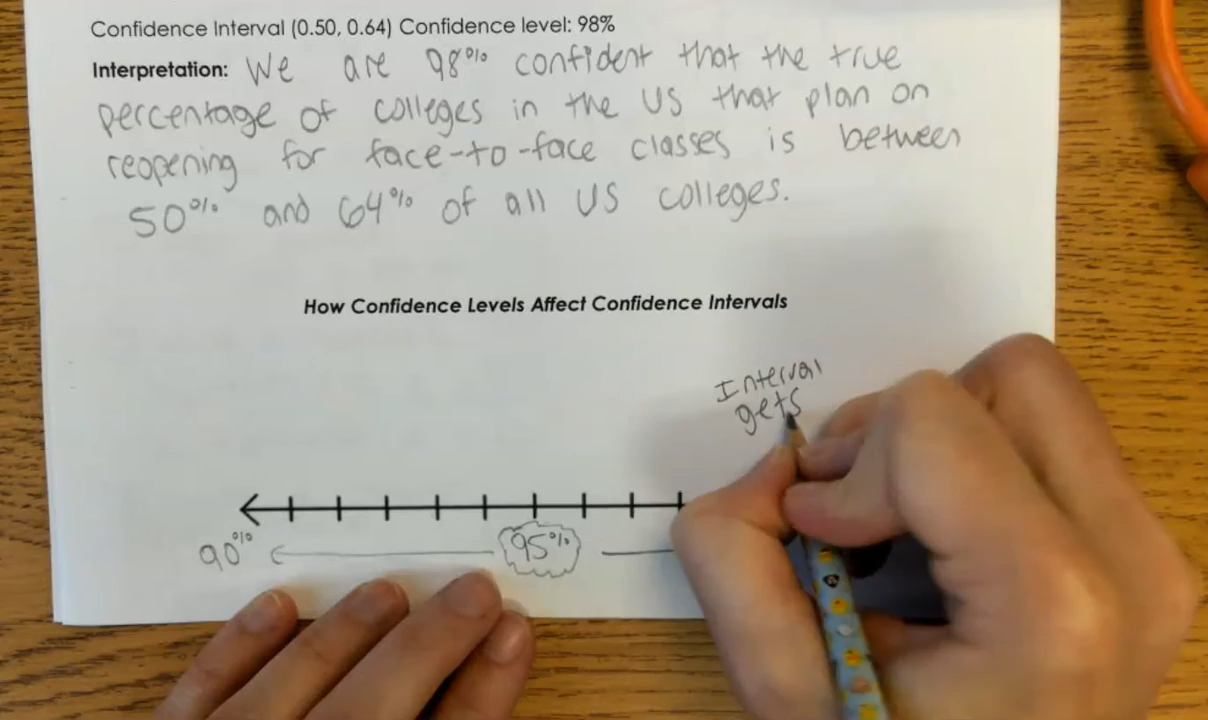 Confidence Interval (0.50, 0.64) Confidence level: 98%
Interpretation: We are 98% confident that the true
percentage of colleges in the US that plan on
reopening for face-to-face classes is between
50% and 64% of all US colleges.
How Confidence Levels Affect Confidence Intervals
Interval
gets
90% 95%